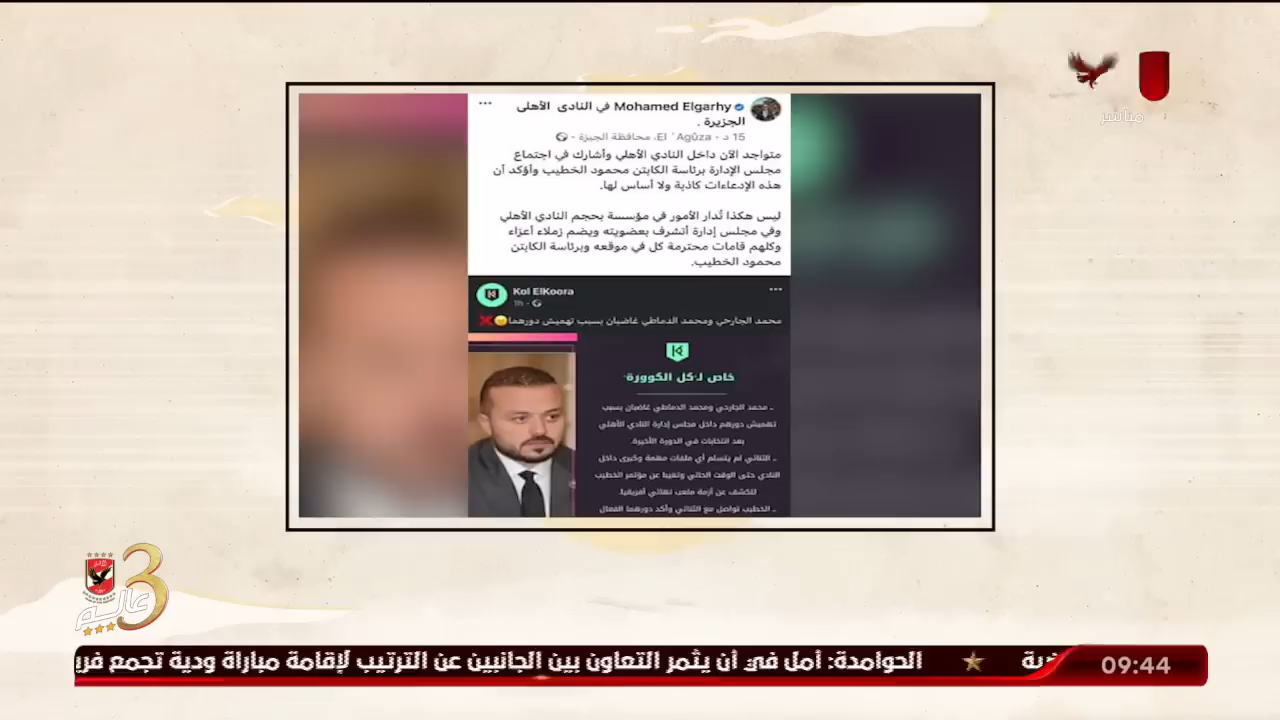 مباشر
Mohamed Elgarhy في النادى الأهلى
الجزيرة .
15 د - El ʿAgûza، محافظة الجيزة -
متواجد الآن داخل النادي الأهلي وأشارك في اجتماع
مجلس الإدارة برئاسة الكابتن محمود الخطيب وأؤكد أن
هذه الإدعاءات كاذبة ولا أساس لها.
ليس هكذا تُدار الأمور في مؤسسة بحجم النادي الأهلي
وفي مجلس إدارة أتشرف بعضويته ويضم زملاء أعزاء
وكلهم قامات محترمة كل في موقعه وبرئاسة الكابتن
محمود الخطيب.
Kol ElKoora
1h
محمد الجارحي ومحمد الدماطي غاضبان بسبب تهميش دورهما
خاص لـ"كل الكوورة"
ـ محمد الجارحي ومحمد الدماطي غاضبان بسبب
تهميش دورهم داخل مجلس إدارة النادي الأهلي
بعد انتخابات في الدورة الأخيرة.
ـ الثنائي لم يتسلم أي ملفات مهمة وكبرى داخل
النادي حتى الوقت الحالي وتغيبا عن مؤتمر الخطيب
للكشف عن أزمة ملعب نهائي أفريقيا.
ـ الخطيب تواصل مع الثنائي وأكد دورهما الفعال
3 عالم
الحوامدة: أمل في أن يثمر التعاون بين الجانبين عن الترتيب لإقامة مباراة ودية تجمع
09:44